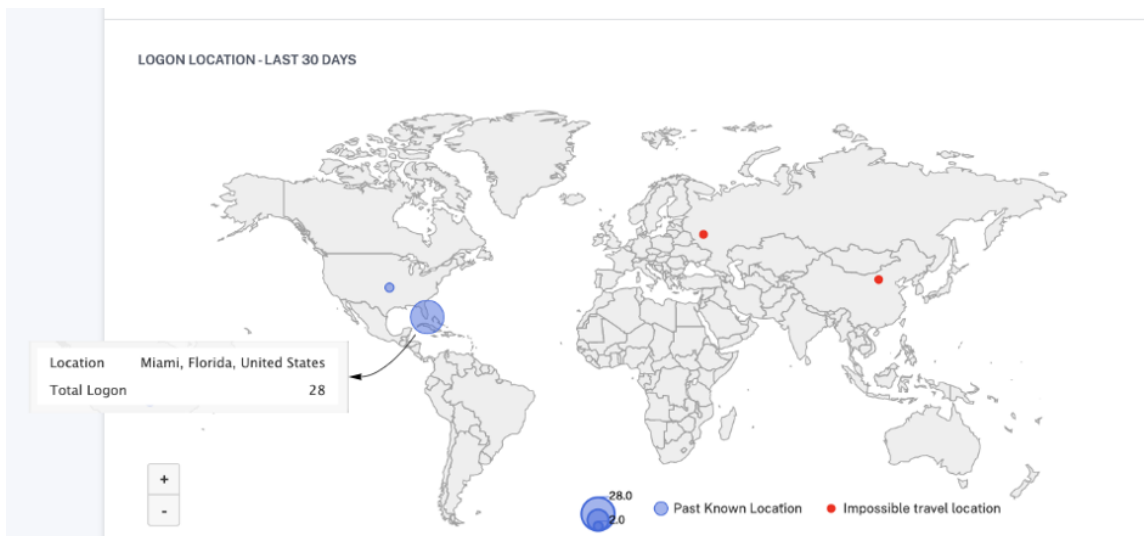 LOGON LOCATION - LAST 30 DAYS
Location Miami, Florida, United States
Total Logon 28
+
-
28.0
2.0
Past Known Location
Impossible travel location